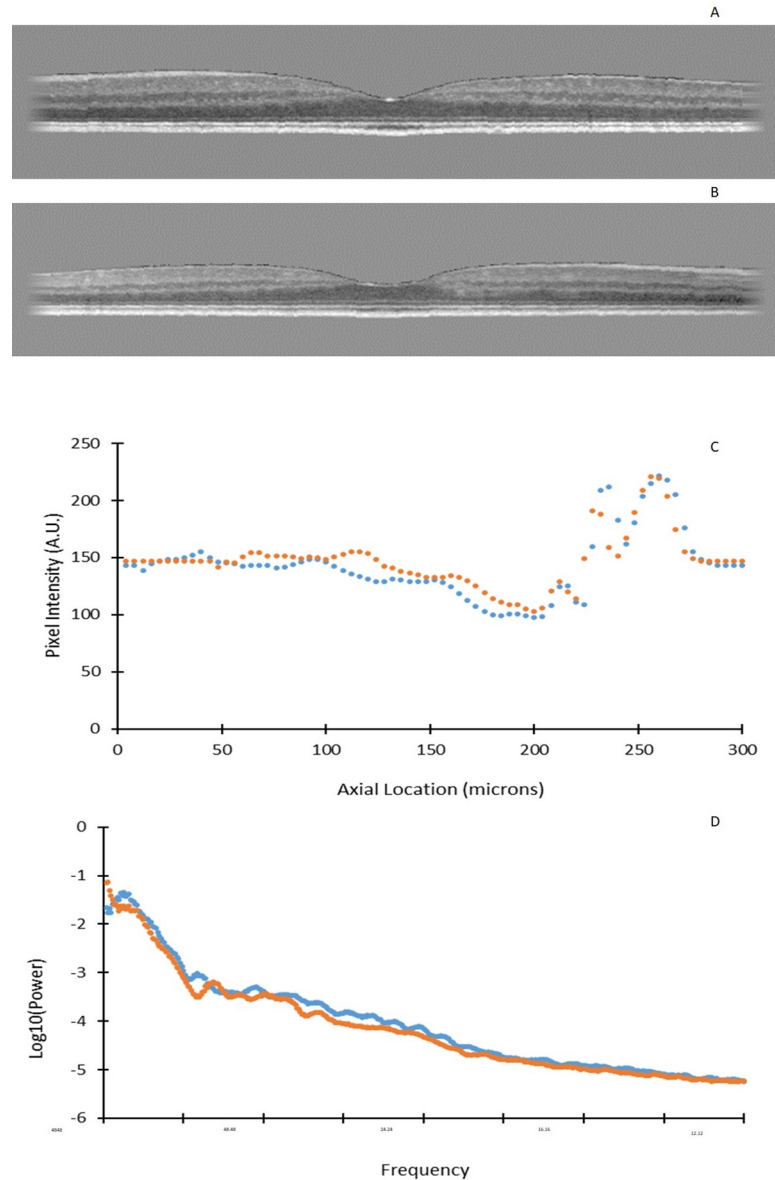 A
B
C
250
200
150
100
50
0
Pixel Intensity (A.U.)
0 50 100 150 200 250 300
Axial Location (microns)
D
0
-1
-2
-3
-4
-5
-6
Log10(Power)
48.48 24.24 16.16 12.12
Frequency